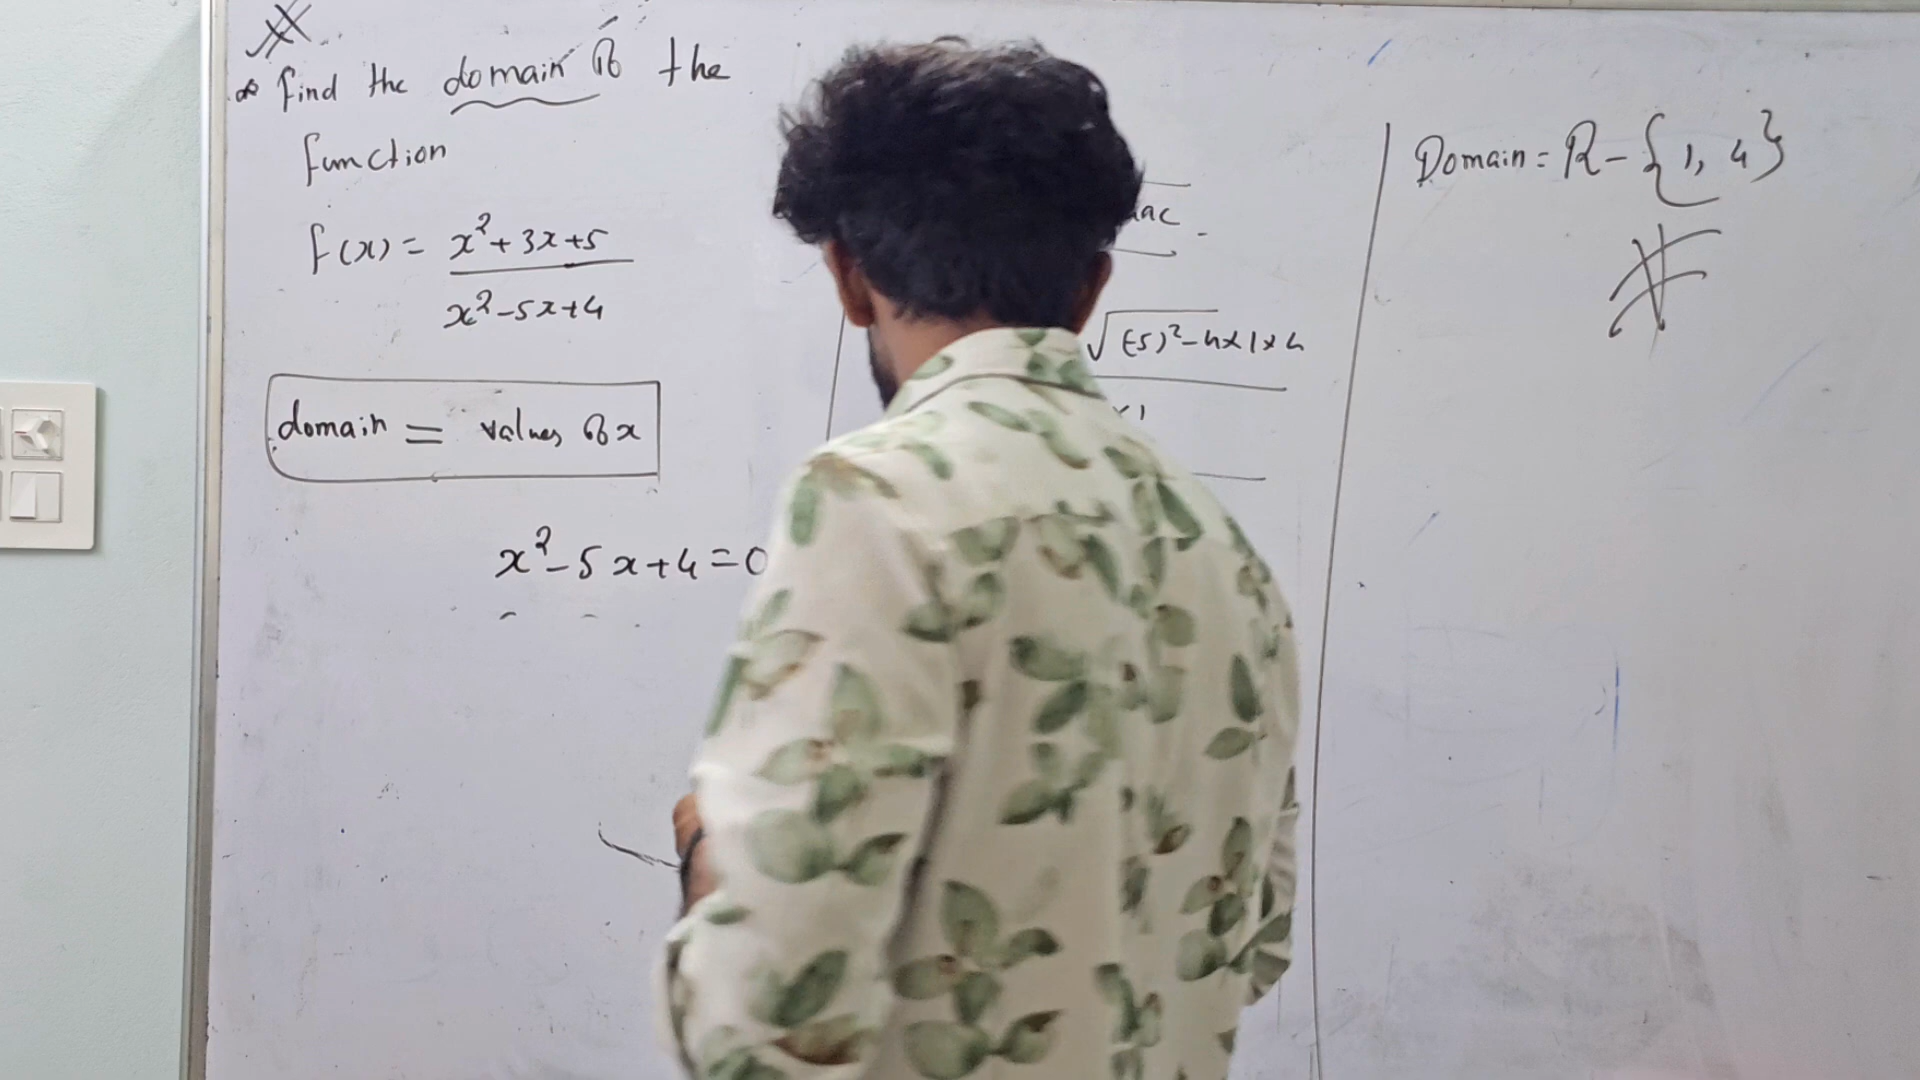 find the domain of the
function
f(x) = x²+3x+5
x²-5x+4
domain = values of x
x²-5x+4=0
√(-5)²-4×1×4
Domain = R - {1, 4}